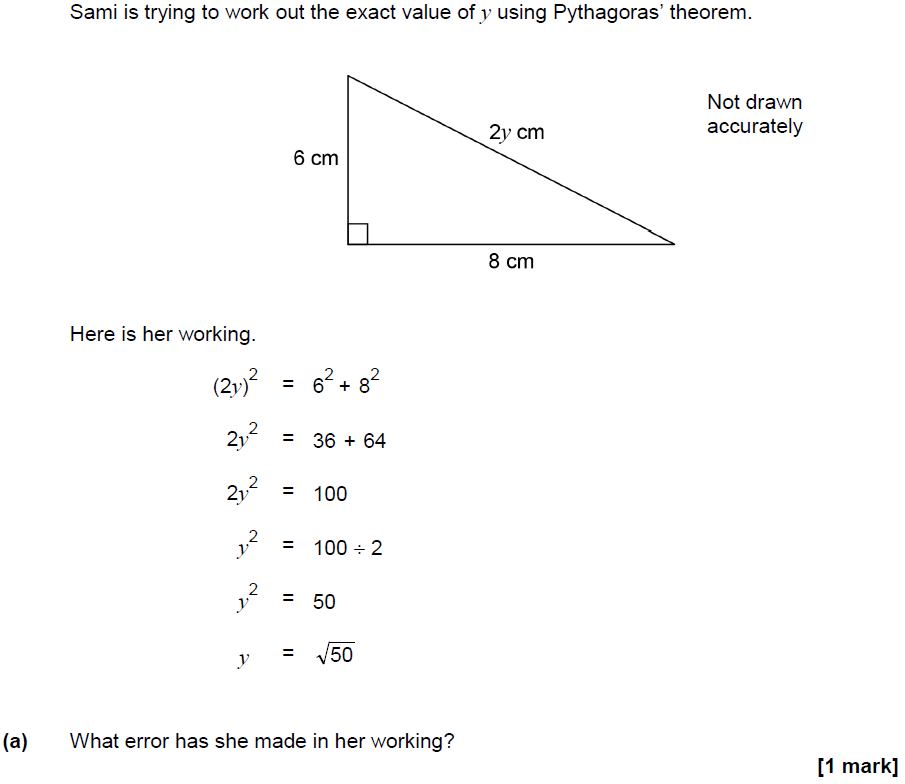 Sami is trying to work out the exact value of y using Pythagoras’ theorem.
Not drawn
accurately
2y cm
6 cm
8 cm
Here is her working.
(2y)² = 6² + 8²
2y² = 36 + 64
2y² = 100
y² = 100 ÷ 2
y² = 50
y = √50
(a) What error has she made in her working?
[1 mark]